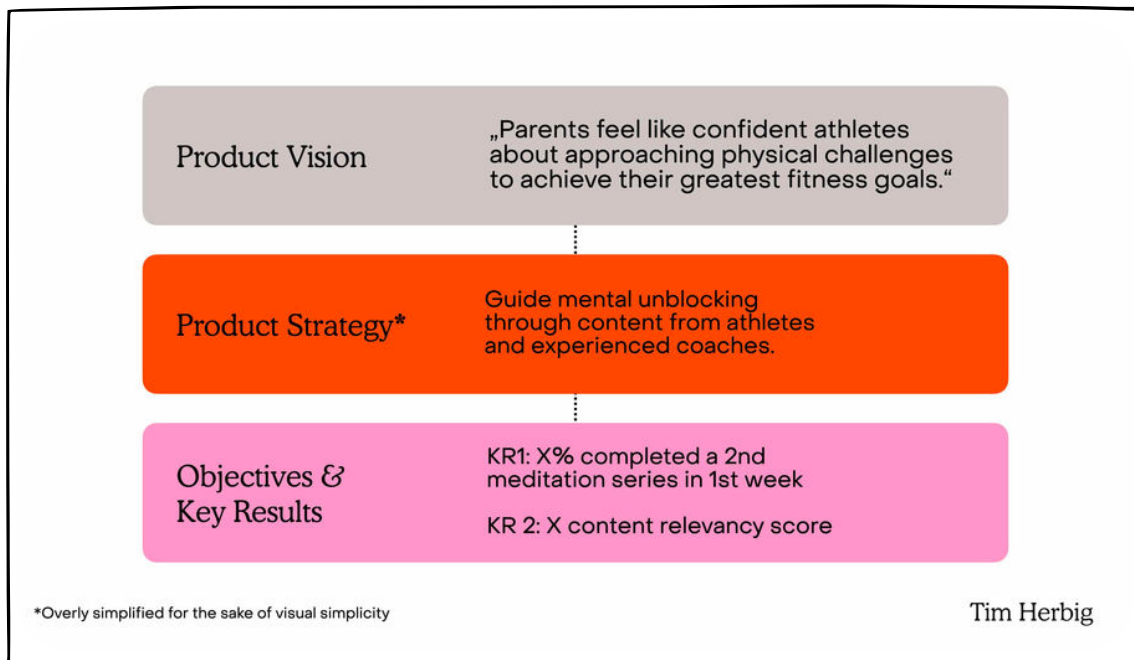 Product Vision
„Parents feel like confident athletes
about approaching physical challenges
to achieve their greatest fitness goals.“
Product Strategy*
Guide mental unblocking
through content from athletes
and experienced coaches.
Objectives &
Key Results
KR1: X% completed a 2nd
meditation series in 1st week
KR 2: X content relevancy score
*Overly simplified for the sake of visual simplicity
Tim Herbig